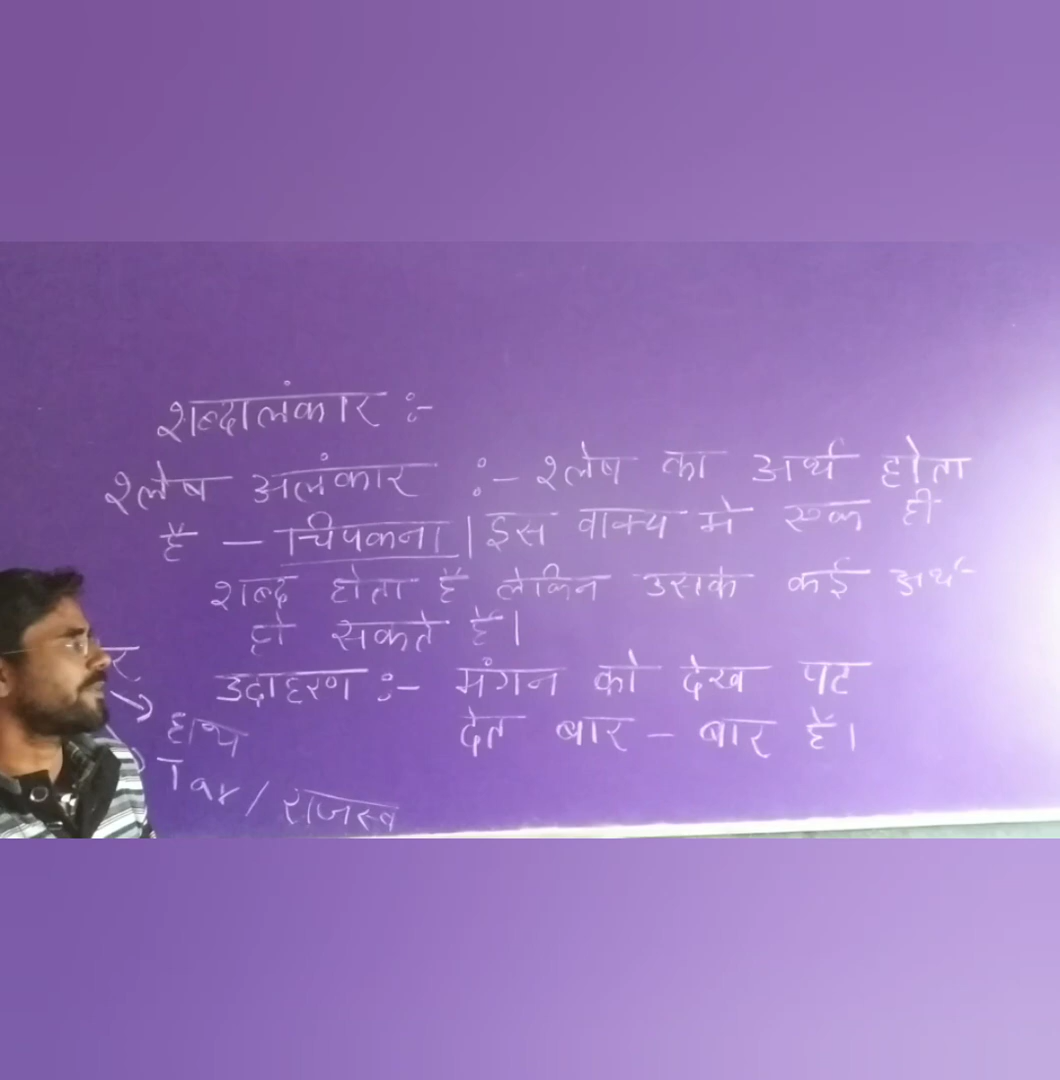 शब्दालंकार :-
श्लेष अलंकार :- श्लेष का अर्थ होता
है - चिपकना। इस वाक्य मे एक ही
शब्द होता है लेकिन उसके कई अर्थ
हो सकते है।
उदाहरण :- मंगन को देख पट
देत बार - बार है।
र
हाथ
Tax / राजस्व